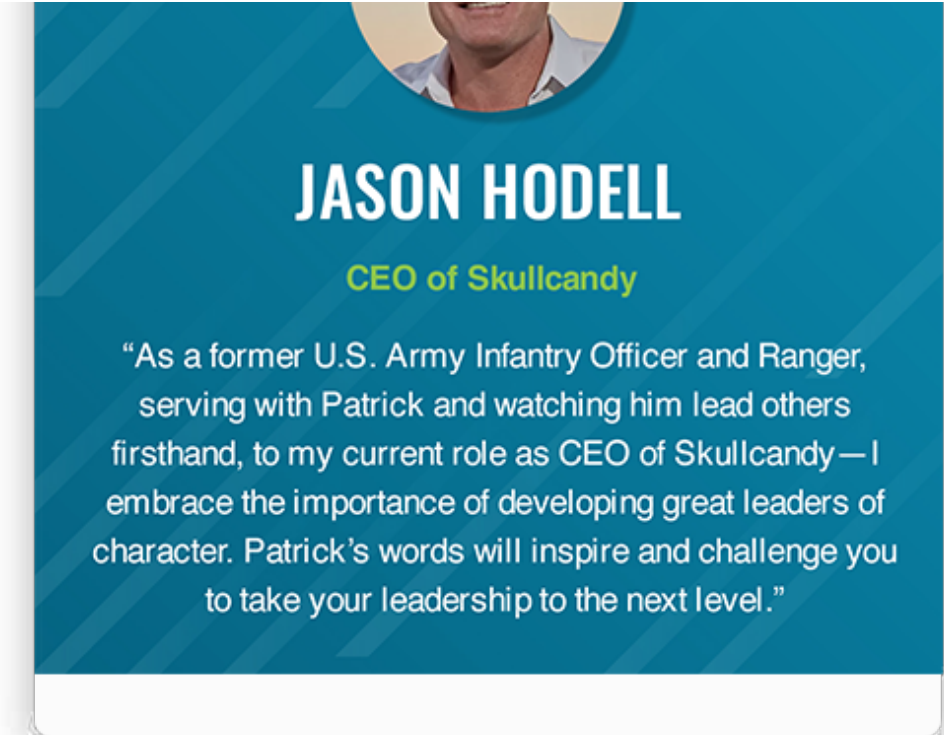 JASON HODELL
CEO of Skullcandy
“As a former U.S. Army Infantry Officer and Ranger,
serving with Patrick and watching him lead others
firsthand, to my current role as CEO of Skullcandy—I
embrace the importance of developing great leaders of
character. Patrick’s words will inspire and challenge you
to take your leadership to the next level.”